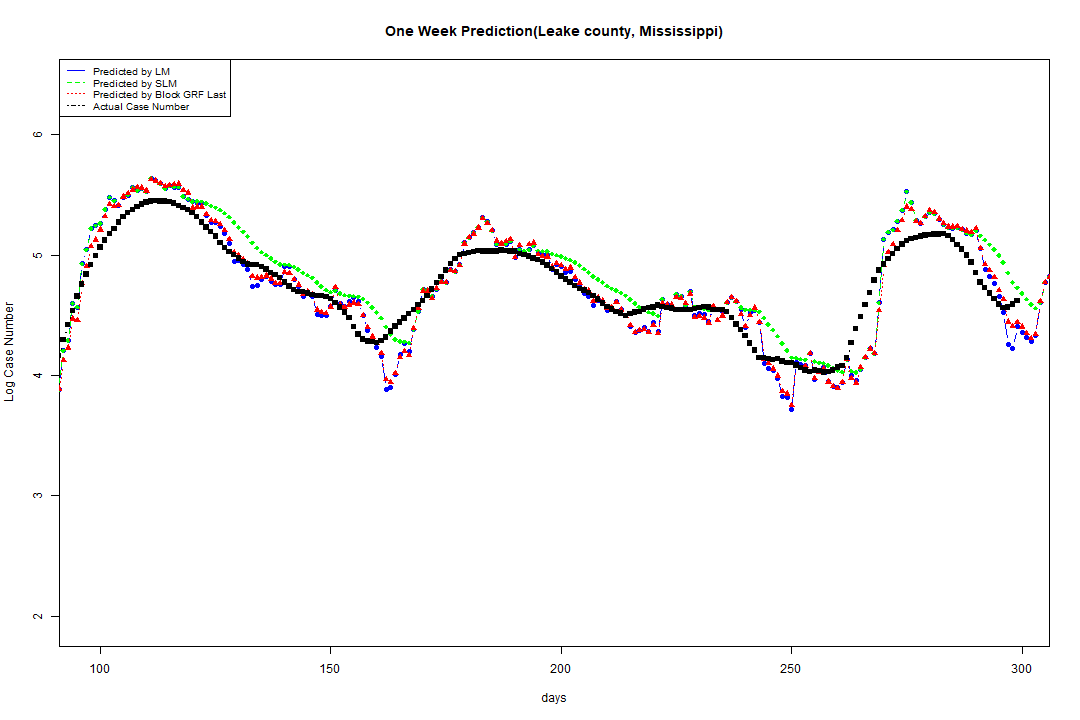 One Week Prediction(Leake county, Mississippi)
Predicted by LM
Predicted by SLM
Predicted by Block GRF Last
Actual Case Number
6
5
4
3
2
Log Case Number
100
150
200
250
300
days